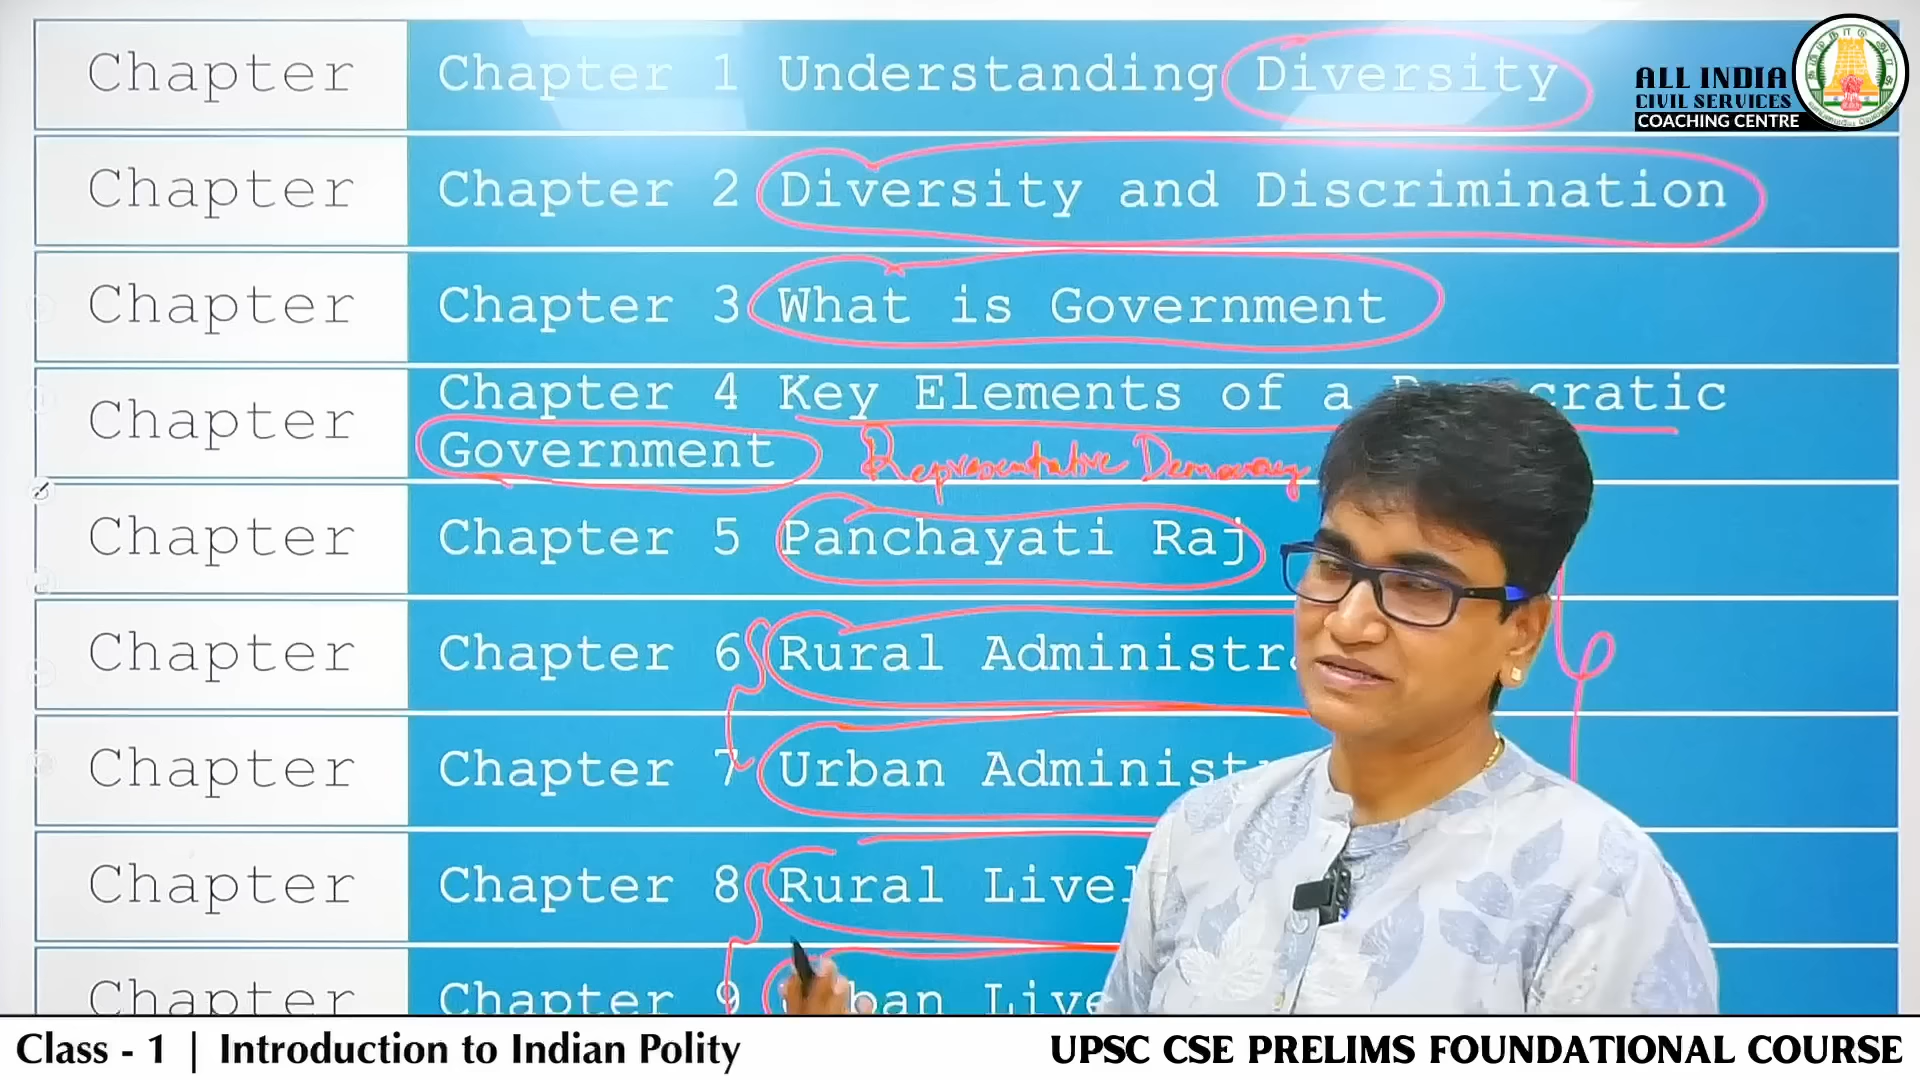 Chapter
Chapter 1 Understanding Diversity
ALL INDIA
CIVIL SERVICES
COACHING CENTRE
Chapter
Chapter 2 Diversity and Discrimination
Chapter
Chapter 3 What is Government
Chapter
Chapter 4 Key Elements of a
Government
Representative Democracy
Chapter
Chapter 5 Panchayati Raj
Chapter
Chapter 6 Rural Administra
Chapter
Chapter 7 Urban Administ
Chapter
Chapter 8 Rural Livel
Chapter
Chapter 9 Urban Live
Class - 1 | Introduction to Indian Polity
UPSC CSE PRELIMS FOUNDATIONAL COURSE